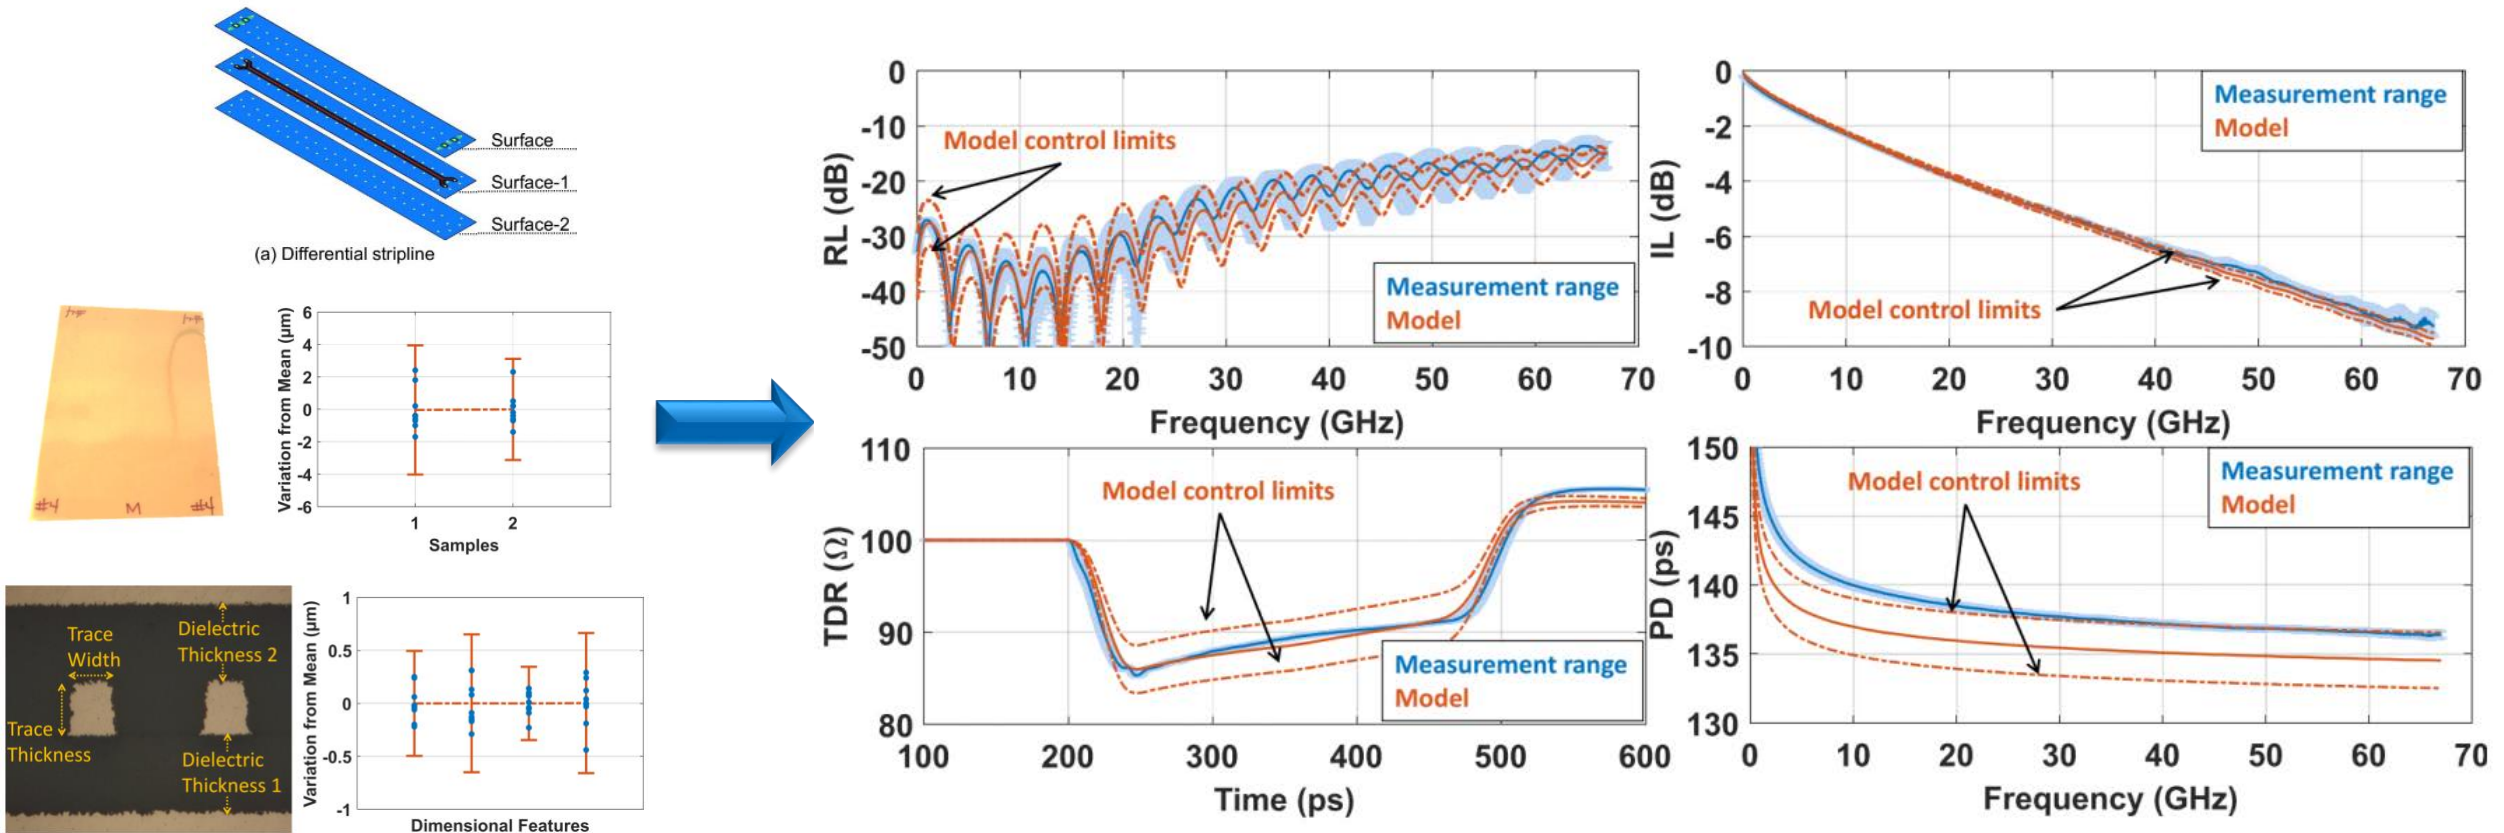 Surface
Surface-1
Surface-2
(a) Differential stripline
#4
M
#4
6
4
2
0
-2
-4
-6
Variation from Mean (µm)
1
2
Samples
Trace
Width
Dielectric
Thickness 2
Trace
Thickness
Dielectric
Thickness 1
1
0.5
0
-0.5
-1
Variation from Mean (µm)
Dimensional Features
0
-10
-20
-30
-40
-50
RL (dB)
Model control limits
Measurement range
Model
0 10 20 30 40 50 60 70
Frequency (GHz)
0
-2
-4
-6
-8
-10
IL (dB)
Measurement range
Model
Model control limits
0 10 20 30 40 50 60 70
Frequency (GHz)
110
100
90
80
TDR (Ω)
Model control limits
Measurement range
Model
100 200 300 400 500 600
Time (ps)
150
145
140
135
130
PD (ps)
Model control limits
Measurement range
Model
0 10 20 30 40 50 60 70
Frequency (GHz)